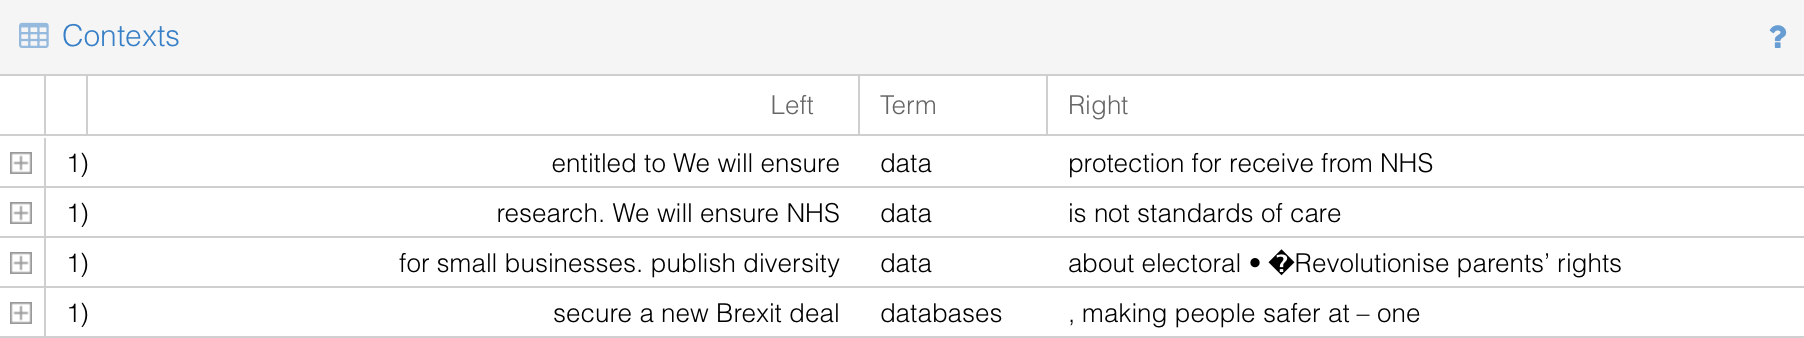 Contexts ?
Left Term Right
1) entitled to We will ensure data protection for receive from NHS
1) research. We will ensure NHS data is not standards of care
1) for small businesses. publish diversity data about electoral • �Revolutionise parents’ rights
1) secure a new Brexit deal databases , making people safer at – one